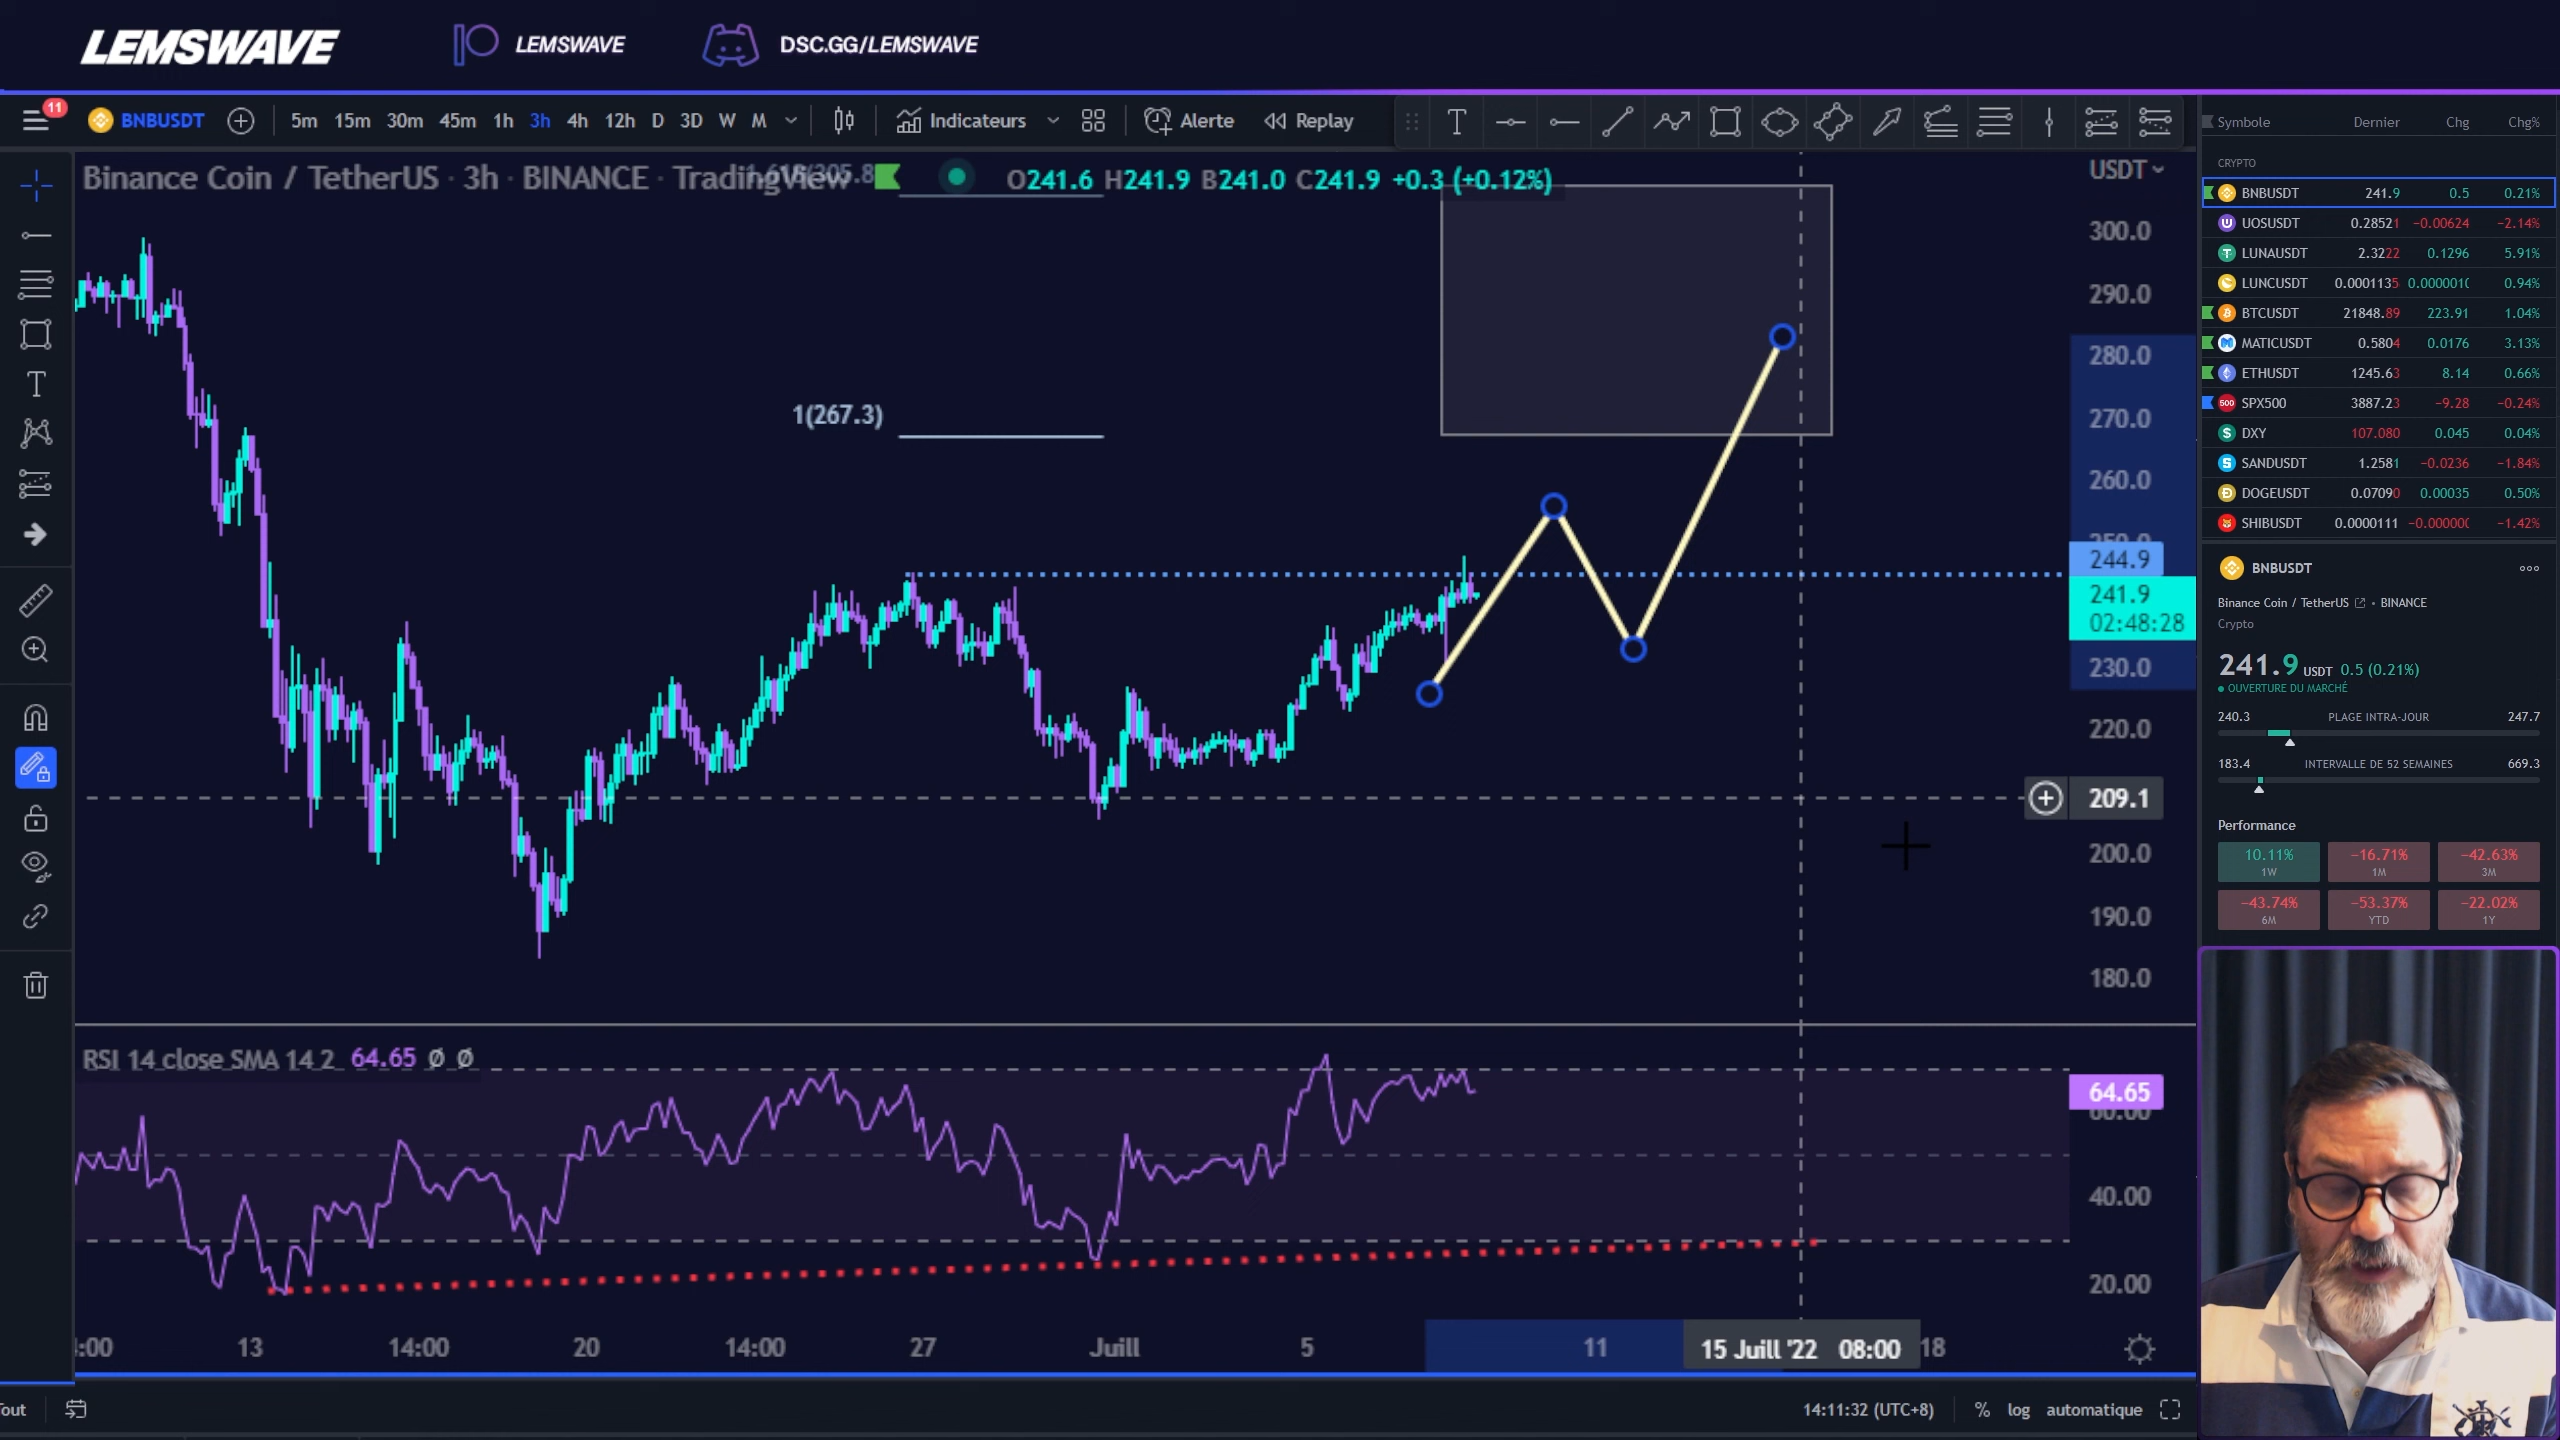 LEMSWAVE LEMSWAVE DSC.GG/LEMSWAVE
11 BNBUSDT 5m 15m 30m 45m 1h 3h 4h 12h D 3D W M Indicateurs Alerte Replay
Binance Coin / TetherUS · 3h · BINANCE · TradingView O241.6 H241.9 B241.0 C241.9 +0.3 (+0.12%)
USDT
300.0
290.0
280.0
1(267.3)
270.0
260.0
244.9
241.9
02:48:28
230.0
220.0
209.1
200.0
190.0
180.0
RSI 14 close SMA 14 2 64.65 Ø Ø
64.65
60.00
40.00
20.00
:00 13 14:00 20 14:00 27 Juill 5 11 15 Juill '22 08:00 18
14:11:32 (UTC+8) % log automatique
Symbole Dernier Chg Chg%
CRYPTO
BNBUSDT 241.9 0.5 0.21%
UOSUSDT 0.28521 −0.00624 −2.14%
LUNAUSDT 2.3222 0.1296 5.91%
LUNCUSDT 0.0001135 0.000001( 0.94%
BTCUSDT 21848.89 223.91 1.04%
MATICUSDT 0.5804 0.0176 3.13%
ETHUSDT 1245.63 8.14 0.66%
500 SPX500 3887.23 −9.28 −0.24%
DXY 107.080 0.045 0.04%
SANDUSDT 1.2581 −0.0236 −1.84%
DOGEUSDT 0.07090 0.00035 0.50%
SHIBUSDT 0.0000111 −0.00000( −1.42%
BNBUSDT
Binance Coin / TetherUS • BINANCE
Crypto
241.9 USDT 0.5 (0.21%)
OUVERTURE DU MARCHÉ
240.3 PLAGE INTRA-JOUR 247.7
183.4 INTERVALLE DE 52 SEMAINES 669.3
Performance
10.11% −16.71% −42.63%
1W 1M 3M
−43.74% −53.37% −22.02%
6M YTD 1Y